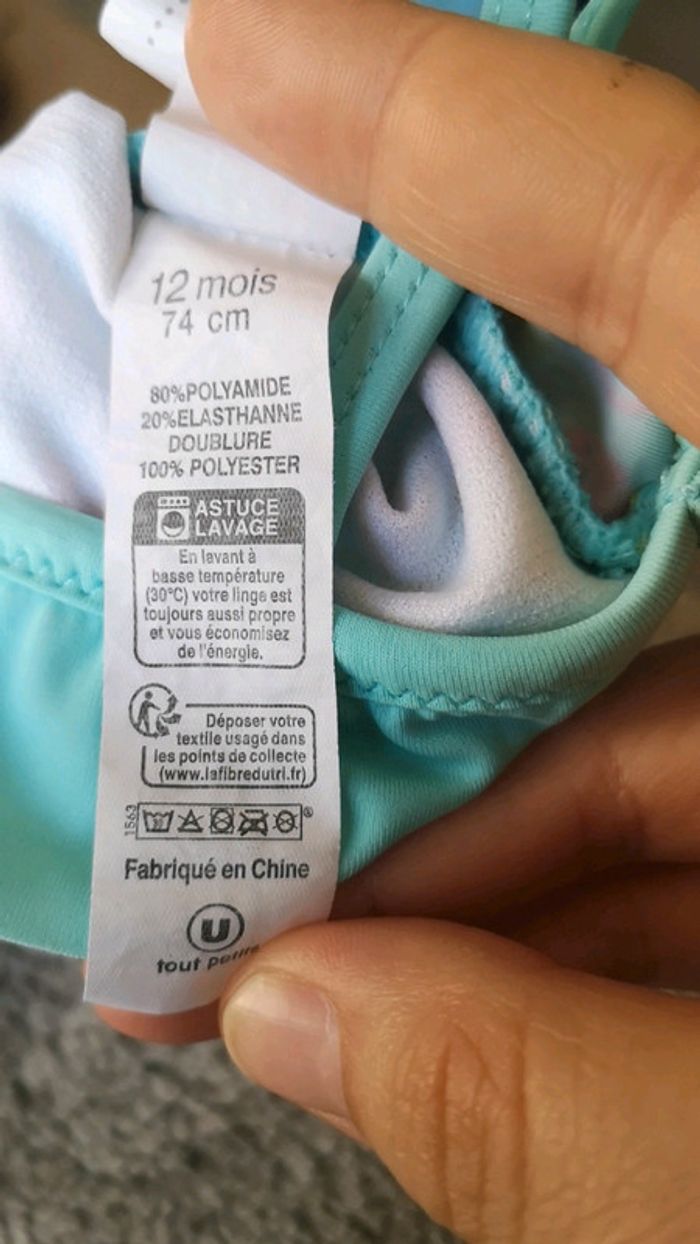 12 mois
74 cm
80%POLYAMIDE
20%ELASTHANNE
DOUBLURE
100% POLYESTER
ASTUCE
LAVAGE
En lavant à
basse température
(30°C) votre linge est
toujours aussi propre
et vous économisez
de l'énergie.
Déposer votre
textile usagé dans
les points de collecte
(www.lafibredutri.fr)
1563
Fabriqué en Chine
U
tout petits